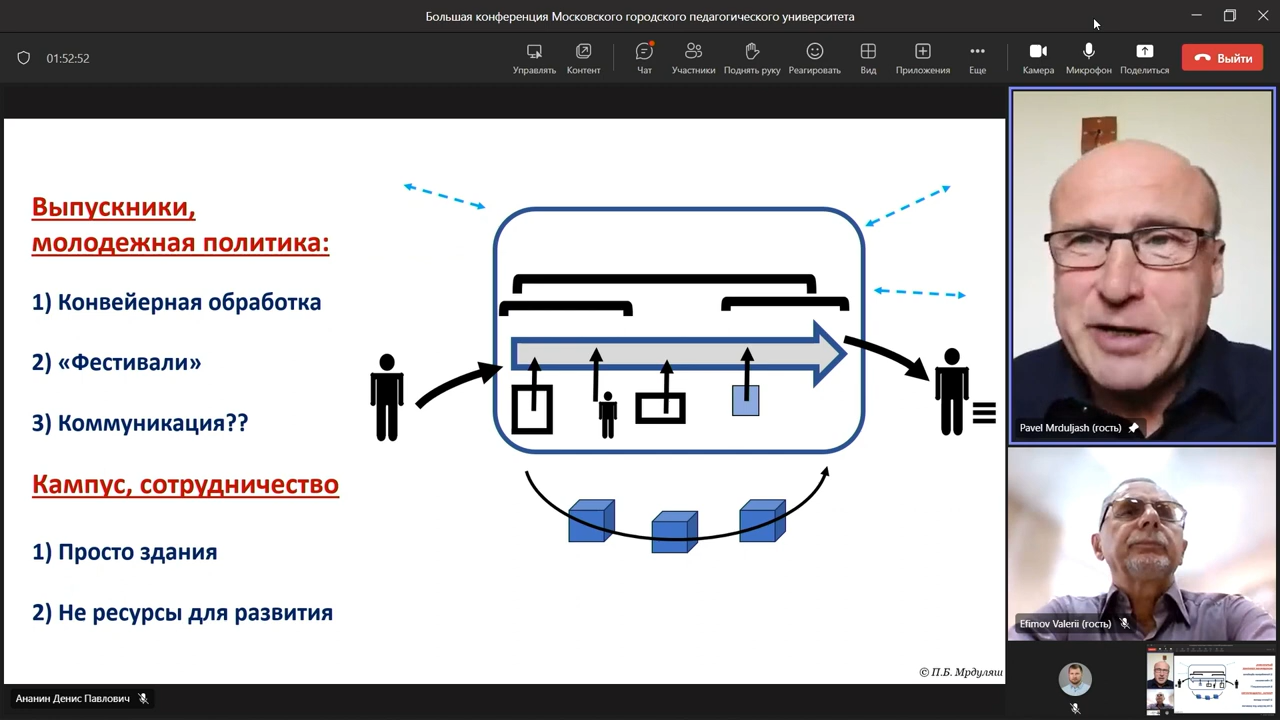 Большая конференция Московского городского педагогического университета
01:52:52
Управлять
Контент
Чат
Участники
Поднять руку
Реагировать
Вид
Приложения
Еще
Камера
Микрофон
Поделиться
Выйти
Выпускники,
молодежная политика:
1) Конвейерная обработка
2) «Фестивали»
3) Коммуникация??
Кампус, сотрудничество
1) Просто здания
2) Не ресурсы для развития
© П.Б. Мрдуляш
Pavel Mrduljash (гость)
Efimov Valerii (гость)
Ананин Денис Павлович